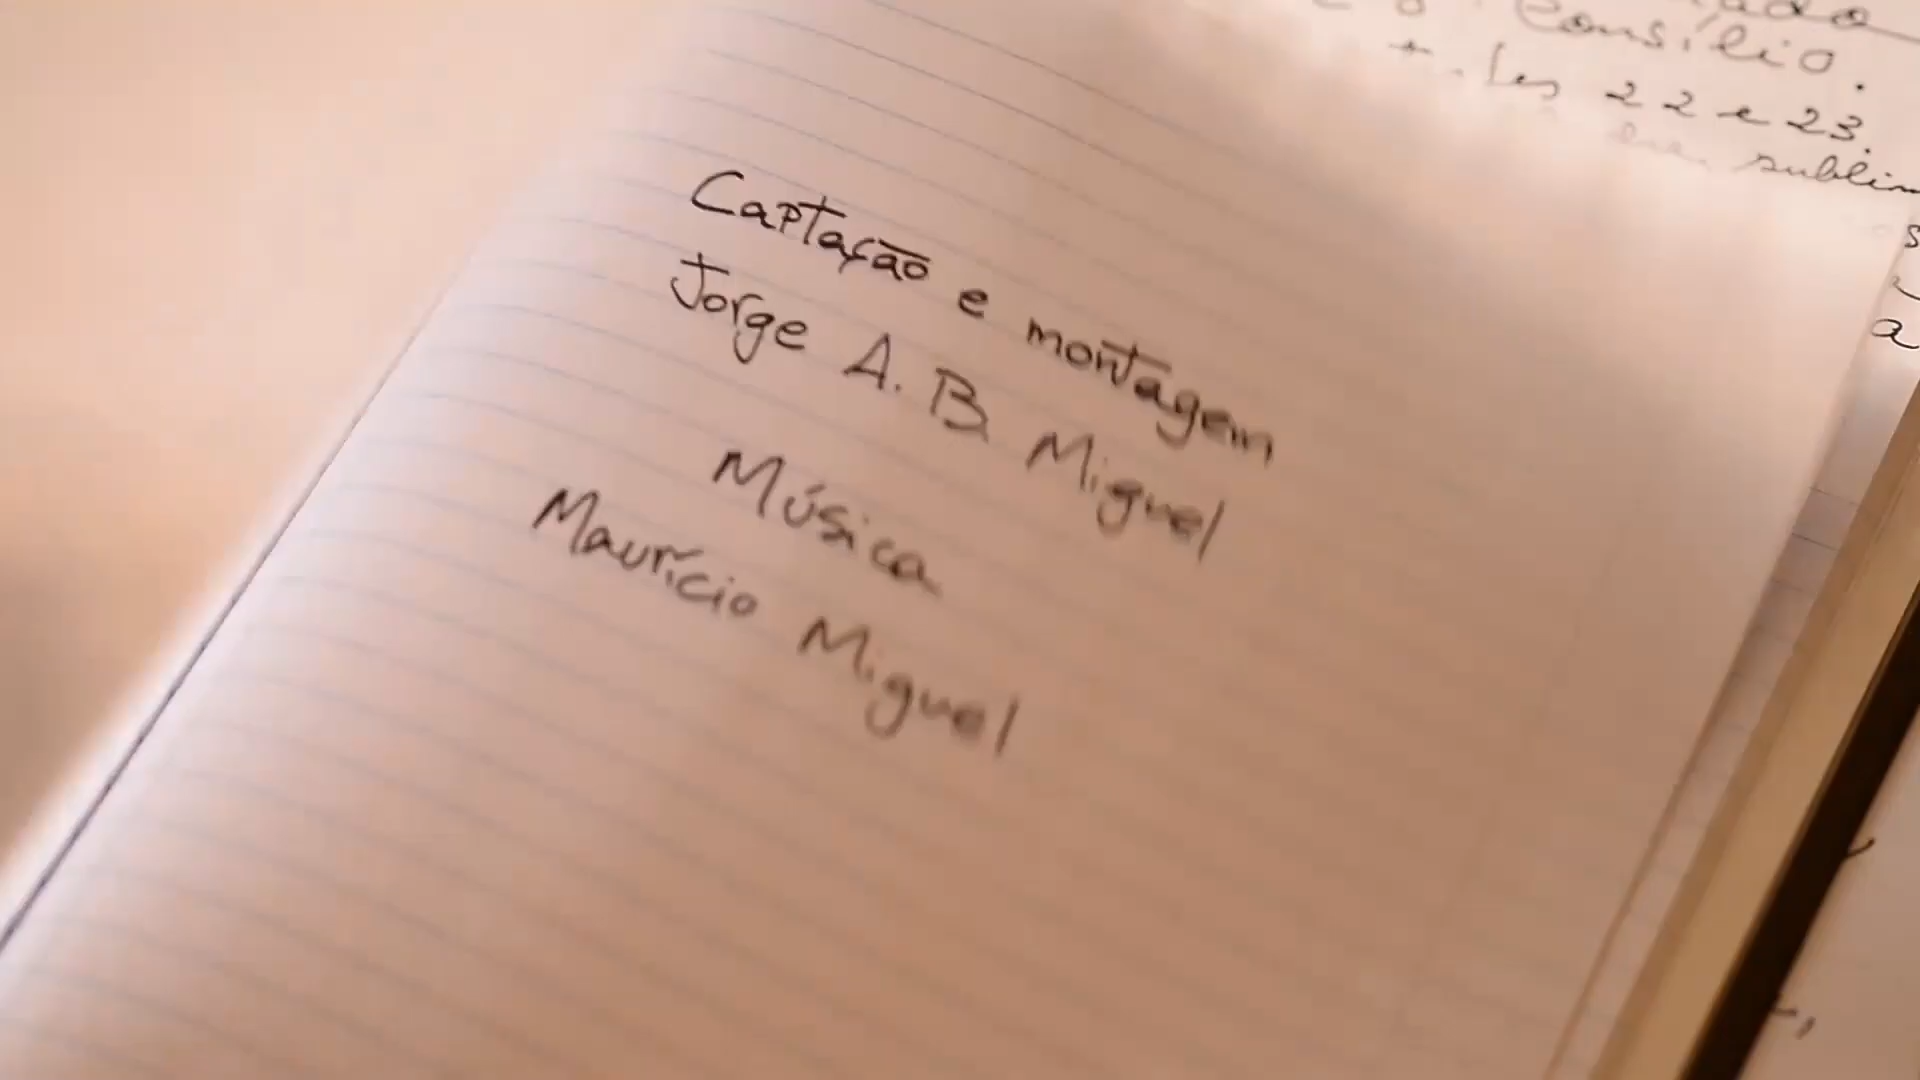 Captação e montagem
Jorge A. B. Miguel
Música
Maurício Miguel
Consílio.
22 e 23.